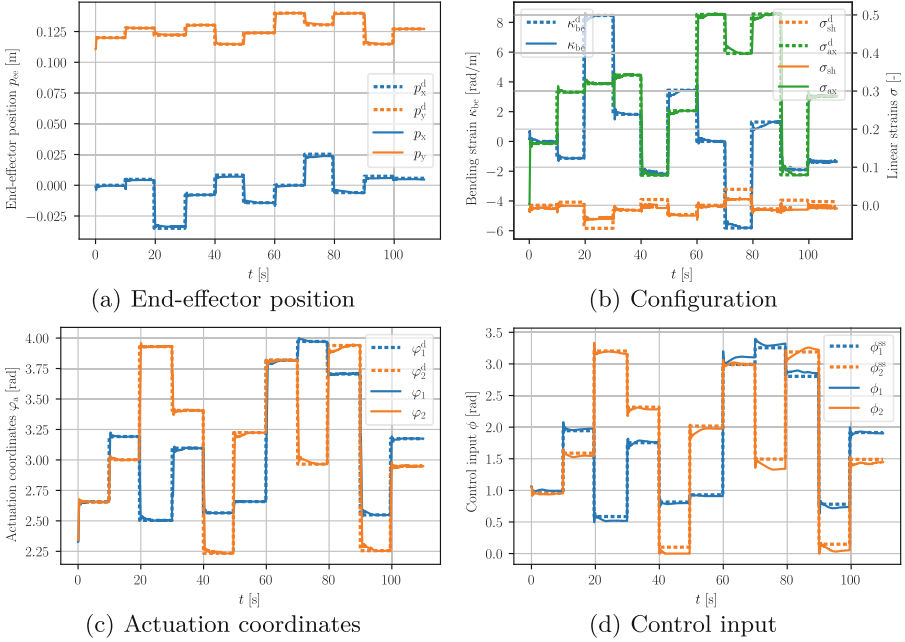 0.125
0.100
0.075
0.050
0.025
0.000
−0.025
End-effector position p_ee [m]
p_x^d
p_y^d
p_x
p_y
0 20 40 60 80 100
t [s]
(a) End-effector position
8
6
4
2
0
−2
−4
−6
Bending strain κ_be [rad/m]
κ_be^d
κ_be
σ_sh^d
σ_ax^d
σ_sh
σ_ax
0.5
0.4
0.3
0.2
0.1
0.0
Linear strains σ [-]
0 20 40 60 80 100
t [s]
(b) Configuration
4.00
3.75
3.50
3.25
3.00
2.75
2.50
2.25
Actuation coordinates φ_a [rad]
φ_1^d
φ_2^d
φ_1
φ_2
0 20 40 60 80 100
t [s]
(c) Actuation coordinates
3.5
3.0
2.5
2.0
1.5
1.0
0.5
0.0
Control input ϕ [rad]
ϕ_1^ss
ϕ_2^ss
ϕ_1
ϕ_2
0 20 40 60 80 100
t [s]
(d) Control input